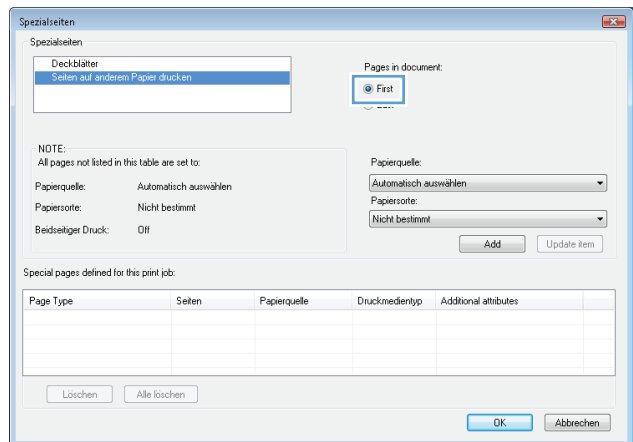 Spezialseiten
Spezialseiten
Deckblätter
Seiten auf anderem Papier drucken
Pages in document:
First
NOTE:
All pages not listed in this table are set to:
Papierquelle: Automatisch auswählen
Papiersorte: Nicht bestimmt
Beidseitiger Druck: Off
Papierquelle:
Automatisch auswählen
Papiersorte:
Nicht bestimmt
Add Update item
Special pages defined for this print job:
Page Type Seiten Papierquelle Druckmedientyp Additional attributes
Löschen Alle löschen
OK Abbrechen